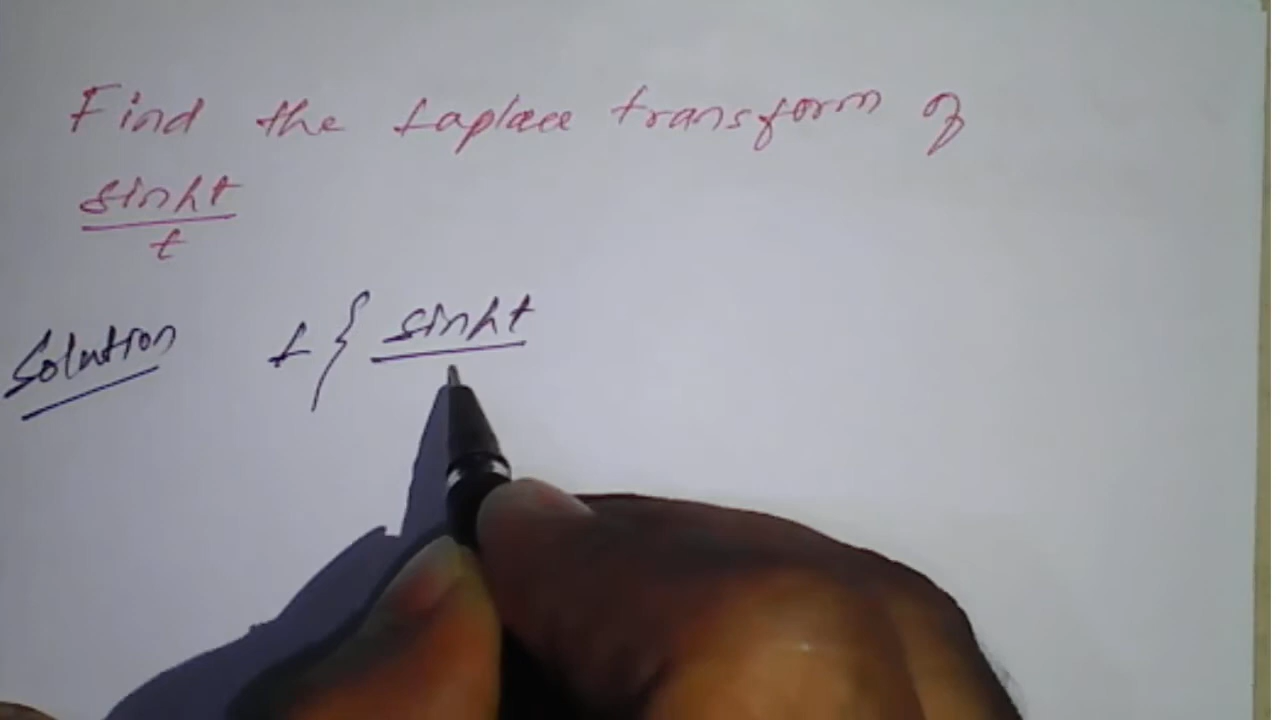 Find the Laplace transform of
sinht
t
Solution L{ sinht